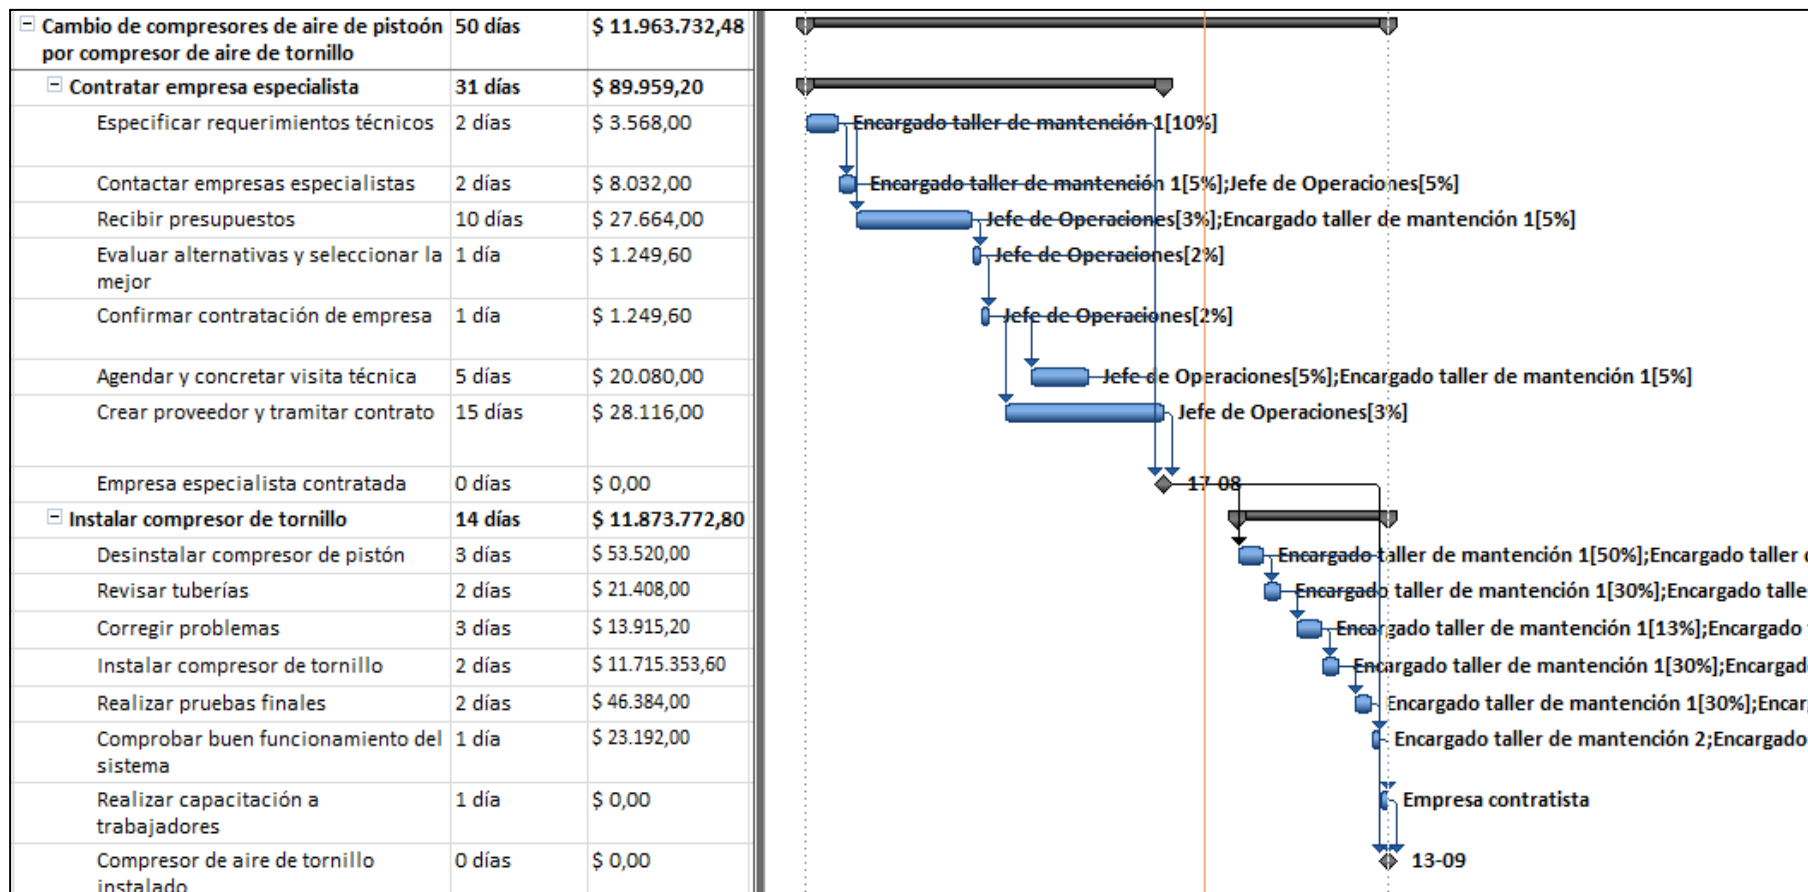 Cambio de compresores de aire de pistoón 50 días $ 11.963.732,48
por compresor de aire de tornillo
Contratar empresa especialista 31 días $ 89.959,20
Especificar requerimientos técnicos 2 días $ 3.568,00 Encargado taller de mantención 1[10%]
Contactar empresas especialistas 2 días $ 8.032,00 Encargado taller de mantención 1[5%];Jefe de Operaciones[5%]
Recibir presupuestos 10 días $ 27.664,00 Jefe de Operaciones[3%];Encargado taller de mantención 1[5%]
Evaluar alternativas y seleccionar la 1 día $ 1.249,60 Jefe de Operaciones[2%]
mejor
Confirmar contratación de empresa 1 día $ 1.249,60 Jefe de Operaciones[2%]
Agendar y concretar visita técnica 5 días $ 20.080,00 Jefe de Operaciones[5%];Encargado taller de mantención 1[5%]
Crear proveedor y tramitar contrato 15 días $ 28.116,00 Jefe de Operaciones[3%]
Empresa especialista contratada 0 días $ 0,00 17-08
Instalar compresor de tornillo 14 días $ 11.873.772,80
Desinstalar compresor de pistón 3 días $ 53.520,00 Encargado taller de mantención 1[50%];Encargado taller
Revisar tuberías 2 días $ 21.408,00 Encargado taller de mantención 1[30%];Encargado talle
Corregir problemas 3 días $ 13.915,20 Encargado taller de mantención 1[13%];Encargado
Instalar compresor de tornillo 2 días $ 11.715.353,60 Encargado taller de mantención 1[30%];Encargad
Realizar pruebas finales 2 días $ 46.384,00 Encargado taller de mantención 1[30%];Encar
Comprobar buen funcionamiento del 1 día $ 23.192,00 Encargado taller de mantención 2;Encargado
sistema
Realizar capacitación a 1 día $ 0,00 Empresa contratista
trabajadores
Compresor de aire de tornillo 0 días $ 0,00 13-09
instalado